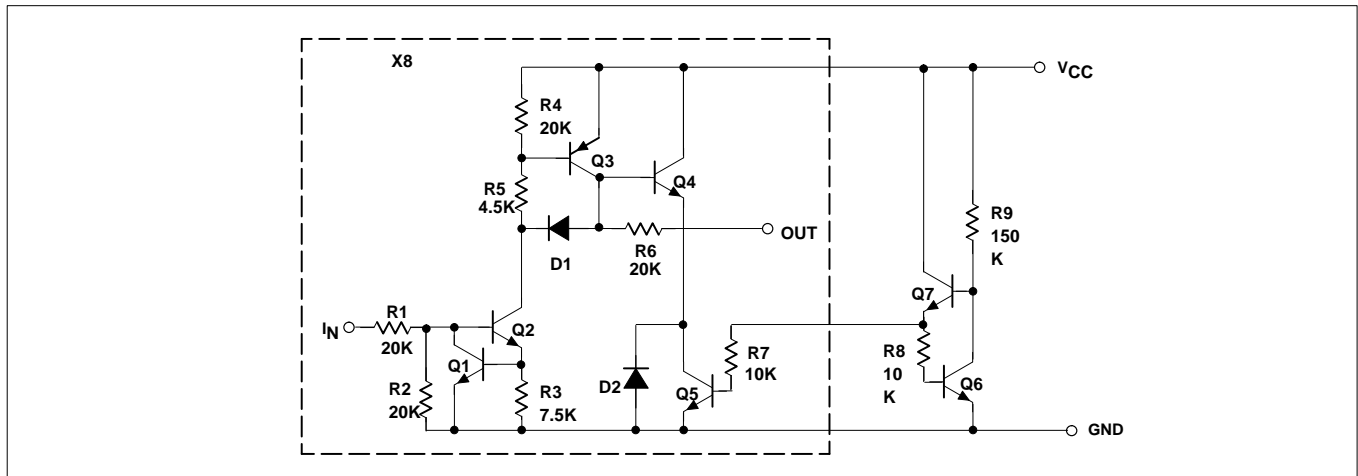 X8
VCC
R4
20K
Q3
Q4
R5
4.5K
R9
150
K
OUT
D1
R6
20K
Q7
IN
R1
20K
Q2
R7
10K
R8
10
K
Q1
D2
Q6
R2
20K
R3
7.5K
Q5
GND